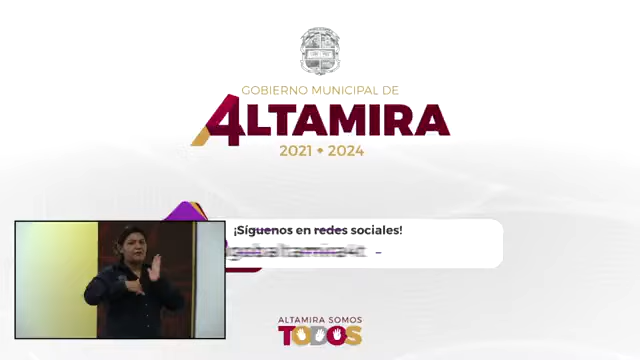 GOBIERNO MUNICIPAL DE
ALTAMIRA
2021 • 2024
¡Síguenos en redes sociales!
ALTAMIRA SOMOS
TODOS